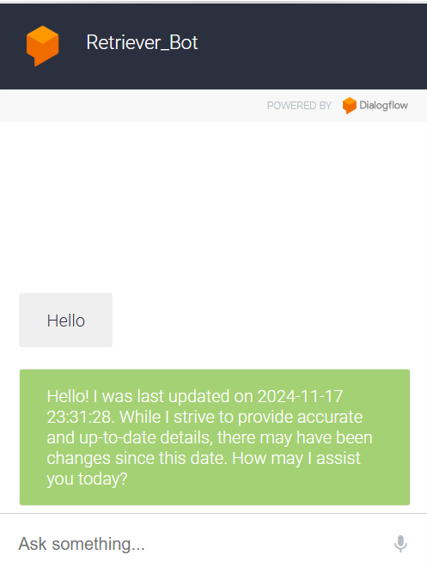 Retriever_Bot
POWERED BY Dialogflow
Hello
Hello! I was last updated on 2024-11-17
23:31:28. While I strive to provide accurate
and up-to-date details, there may have been
changes since this date. How may I assist
you today?
Ask something...